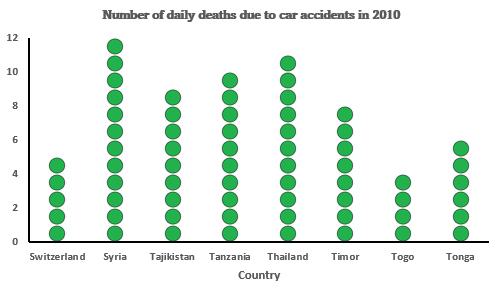 Number of daily deaths due to car accidents in 2010
12
10
8
6
4
2
0
Switzerland Syria Tajikistan Tanzania Thailand Timor Togo Tonga
Country